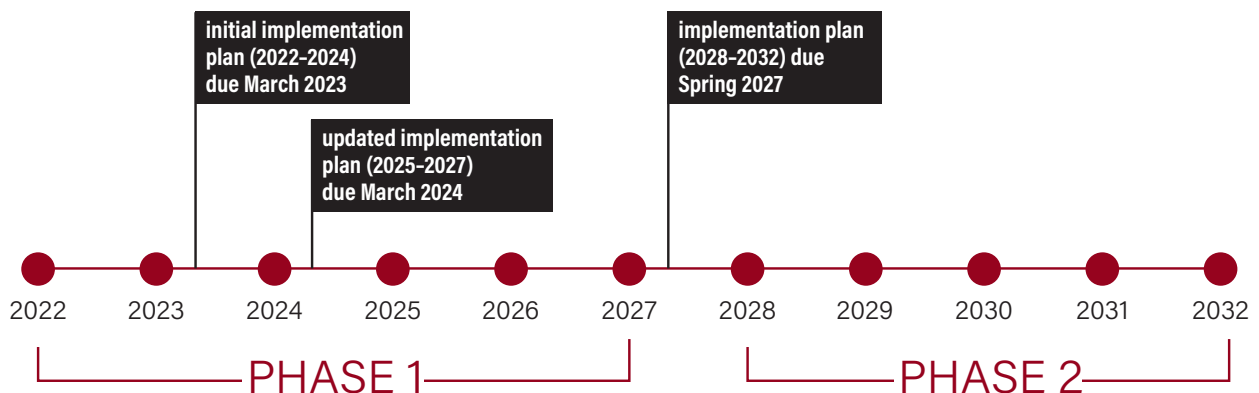 initial implementation
plan (2022–2024)
due March 2023
implementation plan
(2028–2032) due
Spring 2027
updated implementation
plan (2025–2027)
due March 2024
2022 2023 2024 2025 2026 2027 2028 2029 2030 2031 2032
PHASE 1 PHASE 2